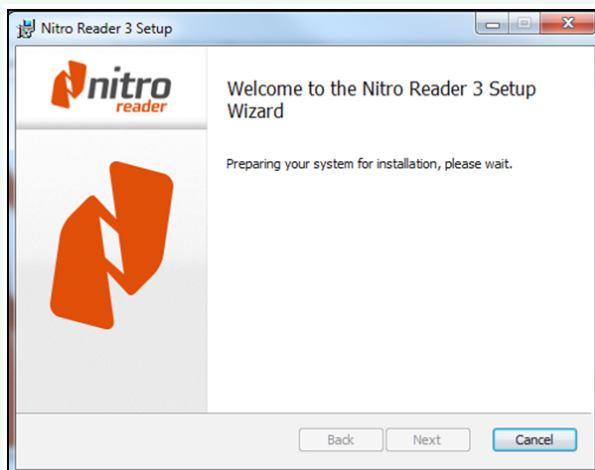 Nitro Reader 3 Setup
nitro
reader
Welcome to the Nitro Reader 3 Setup
Wizard
Preparing your system for installation, please wait.
Back Next Cancel